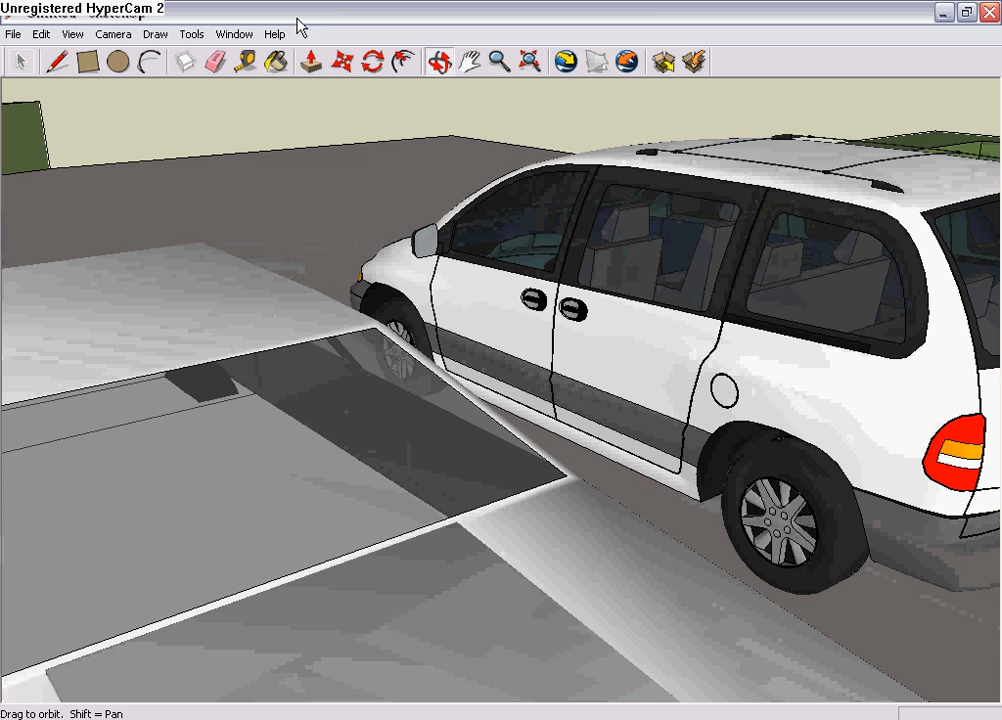 Unregistered HyperCam 2
File Edit View Camera Draw Tools Window Help
Drag to orbit. Shift = Pan